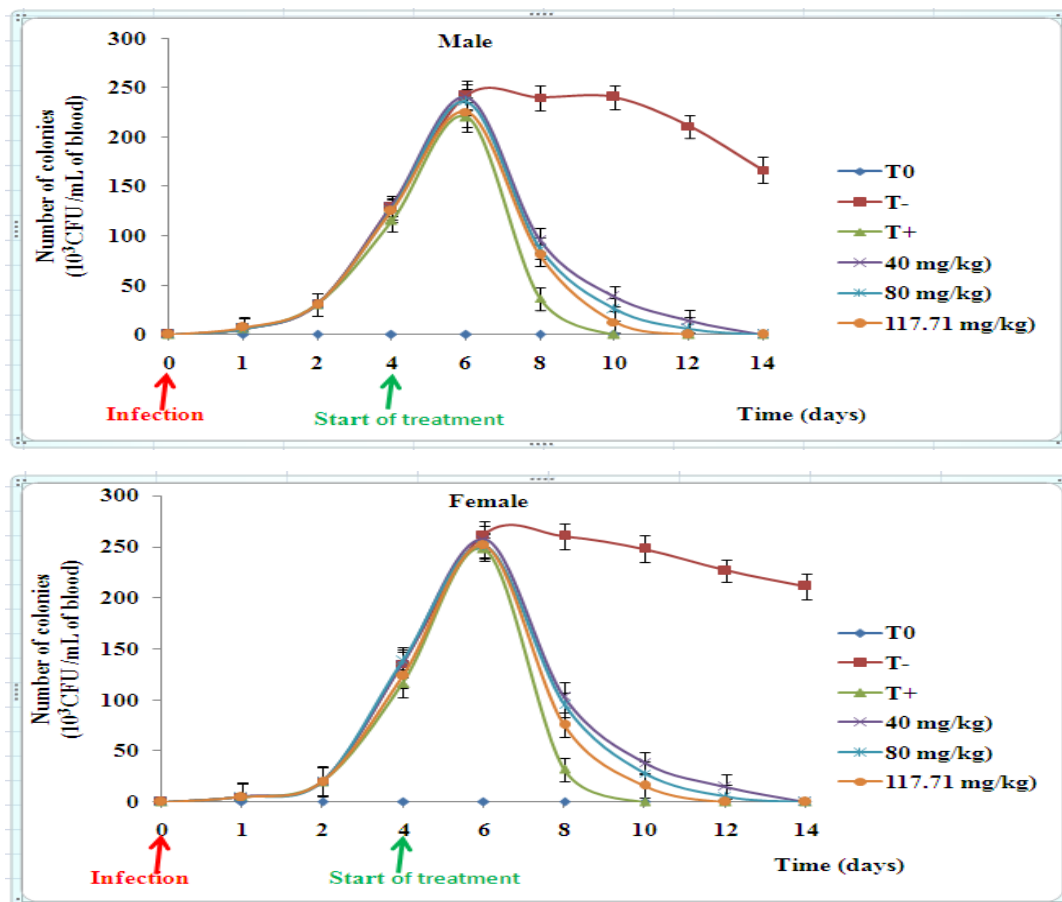 Male
Number of colonies
(10³CFU /mL of blood)
300
250
200
150
100
50
0
0 1 2 4 6 8 10 12 14
Infection
Start of treatment
Time (days)
T0
T-
T+
40 mg/kg)
80 mg/kg)
117.71 mg/kg)
Female
Number of colonies
(10³CFU /mL of blood)
300
250
200
150
100
50
0
0 1 2 4 6 8 10 12 14
Infection
Start of treatment
Time (days)
T0
T-
T+
40 mg/kg)
80 mg/kg)
117.71 mg/kg)